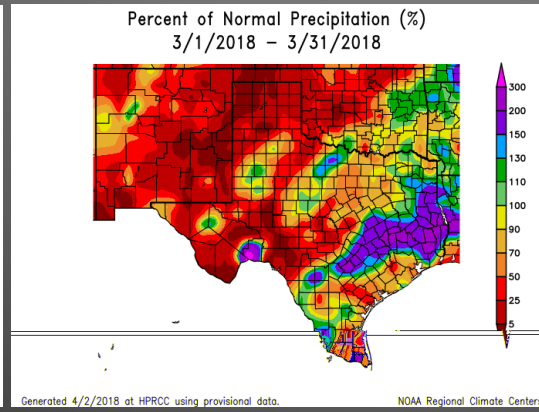 Percent of Normal Precipitation (%)
3/1/2018 – 3/31/2018
300
200
150
130
110
100
90
70
50
25
5
Generated 4/2/2018 at HPRCC using provisional data.
NOAA Regional Climate Centers